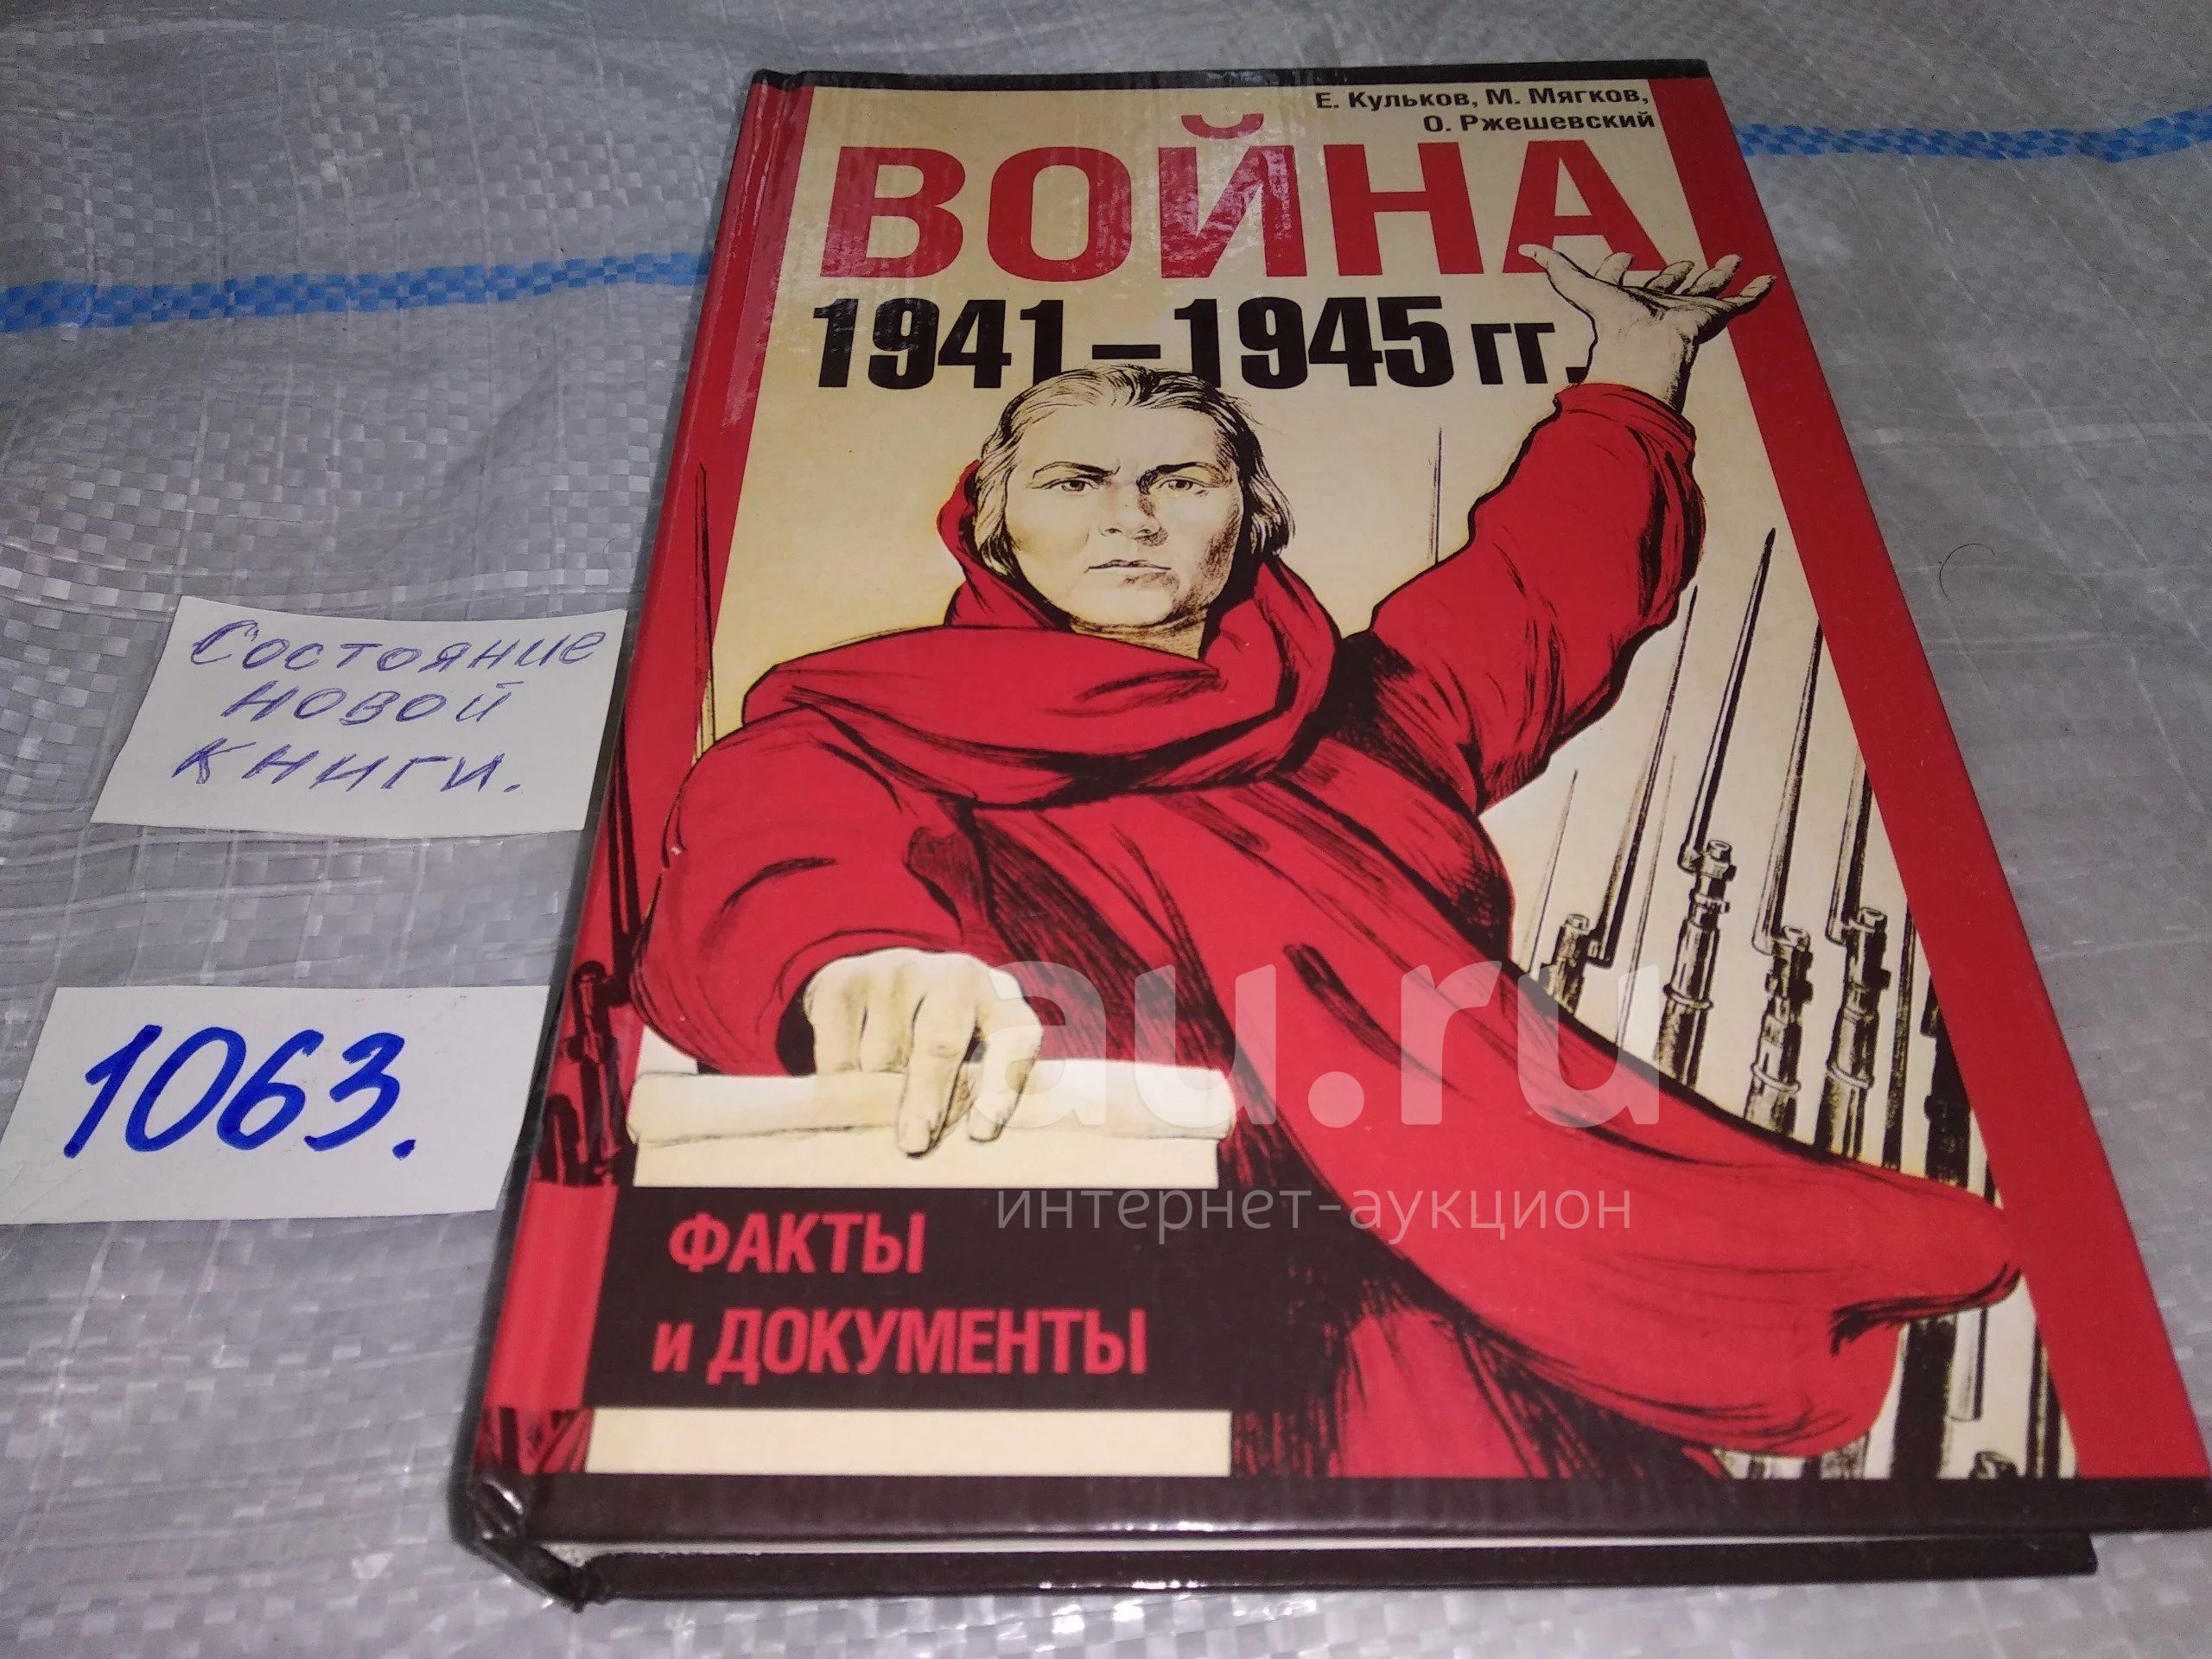 Е. Кульков, М. Мягков,
О. Ржешевский
ВОЙНА
1941-1945 гг.
Состояние
новой
книги.
1063.
au.ru
интернет-аукцион
ФАКТЫ
и ДОКУМЕНТЫ